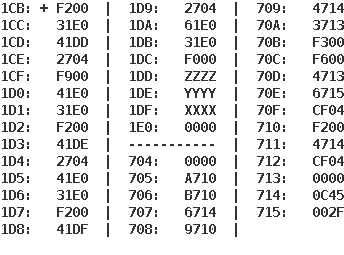 1CB: + F200 | 1D9: 2704 | 709: 4714
1CC: 31E0 | 1DA: 61E0 | 70A: 3713
1CD: 41DD | 1DB: 31E0 | 70B: F300
1CE: 2704 | 1DC: F000 | 70C: F600
1CF: F900 | 1DD: ZZZZ | 70D: 4713
1D0: 41E0 | 1DE: YYYY | 70E: 6715
1D1: 31E0 | 1DF: XXXX | 70F: CF04
1D2: F200 | 1E0: 0000 | 710: F200
1D3: 41DE | ----------- | 711: 4714
1D4: 2704 | 704: 0000 | 712: CF04
1D5: 41E0 | 705: A710 | 713: 0000
1D6: 31E0 | 706: B710 | 714: 0C45
1D7: F200 | 707: 6714 | 715: 002F
1D8: 41DF | 708: 9710 |